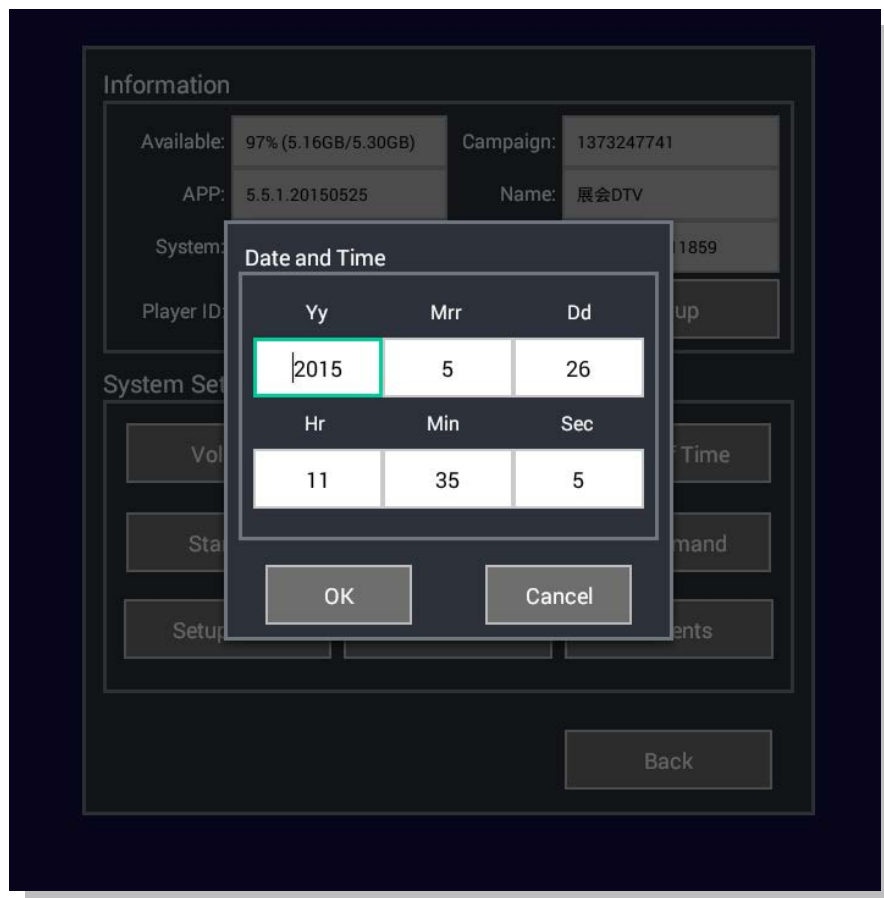 Information
Available: 97% (5.16GB/5.30GB) Campaign: 1373247741
APP: 5.5.1.20150525 Name: 展会DTV
System: 11859
Date and Time
Player ID: up
Yy Mrr Dd
2015 5 26
System Set
Hr Min Sec
Vol Time
11 35 5
Sta mand
OK Cancel
Setup ents
Back